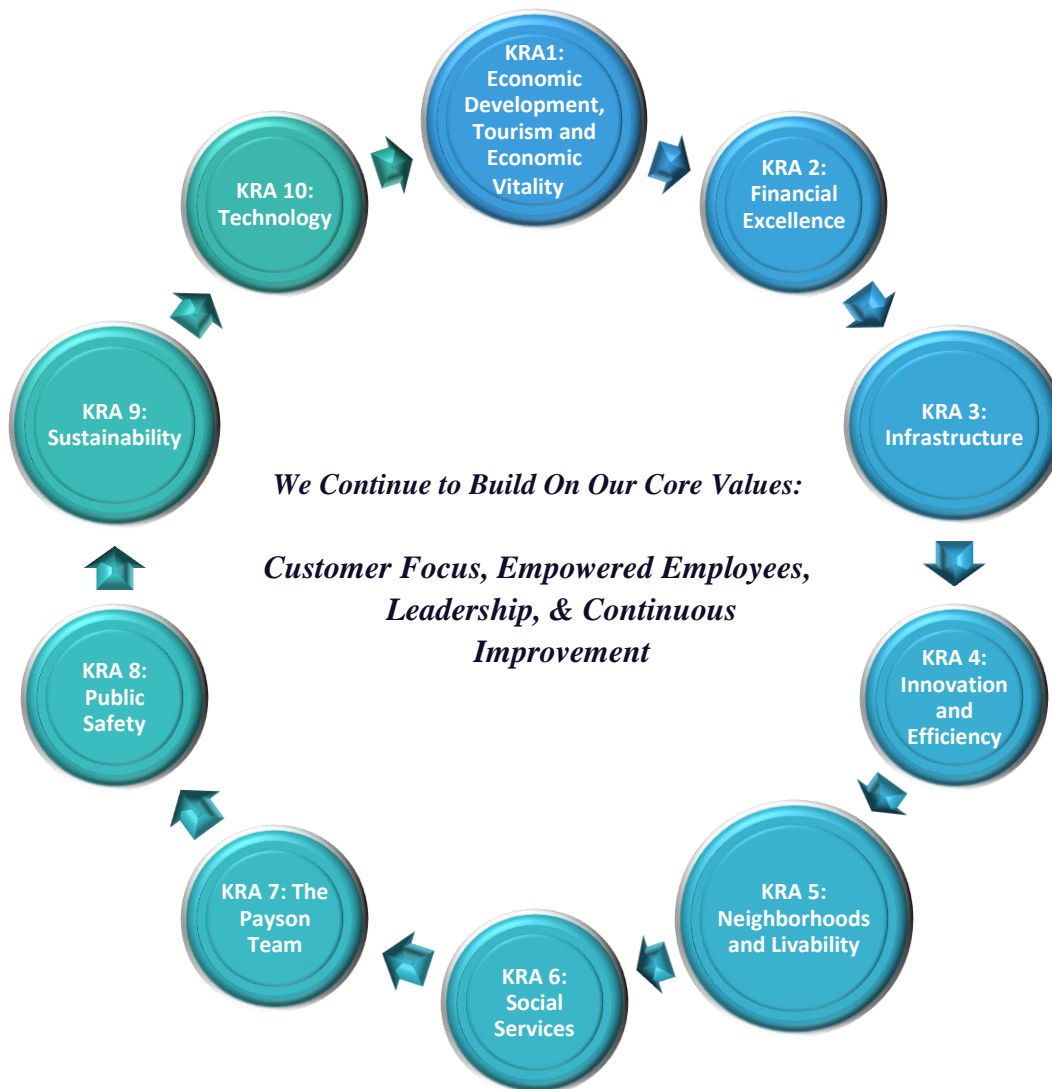 KRA1:
Economic
Development,
Tourism and
Economic
Vitality
KRA 2:
Financial
Excellence
KRA 3:
Infrastructure
KRA 4:
Innovation
and
Efficiency
KRA 5:
Neighborhoods
and Livability
KRA 6:
Social
Services
KRA 7: The
Payson
Team
KRA 8:
Public
Safety
KRA 9:
Sustainability
KRA 10:
Technology
We Continue to Build On Our Core Values:
Customer Focus, Empowered Employees,
Leadership, & Continuous
Improvement